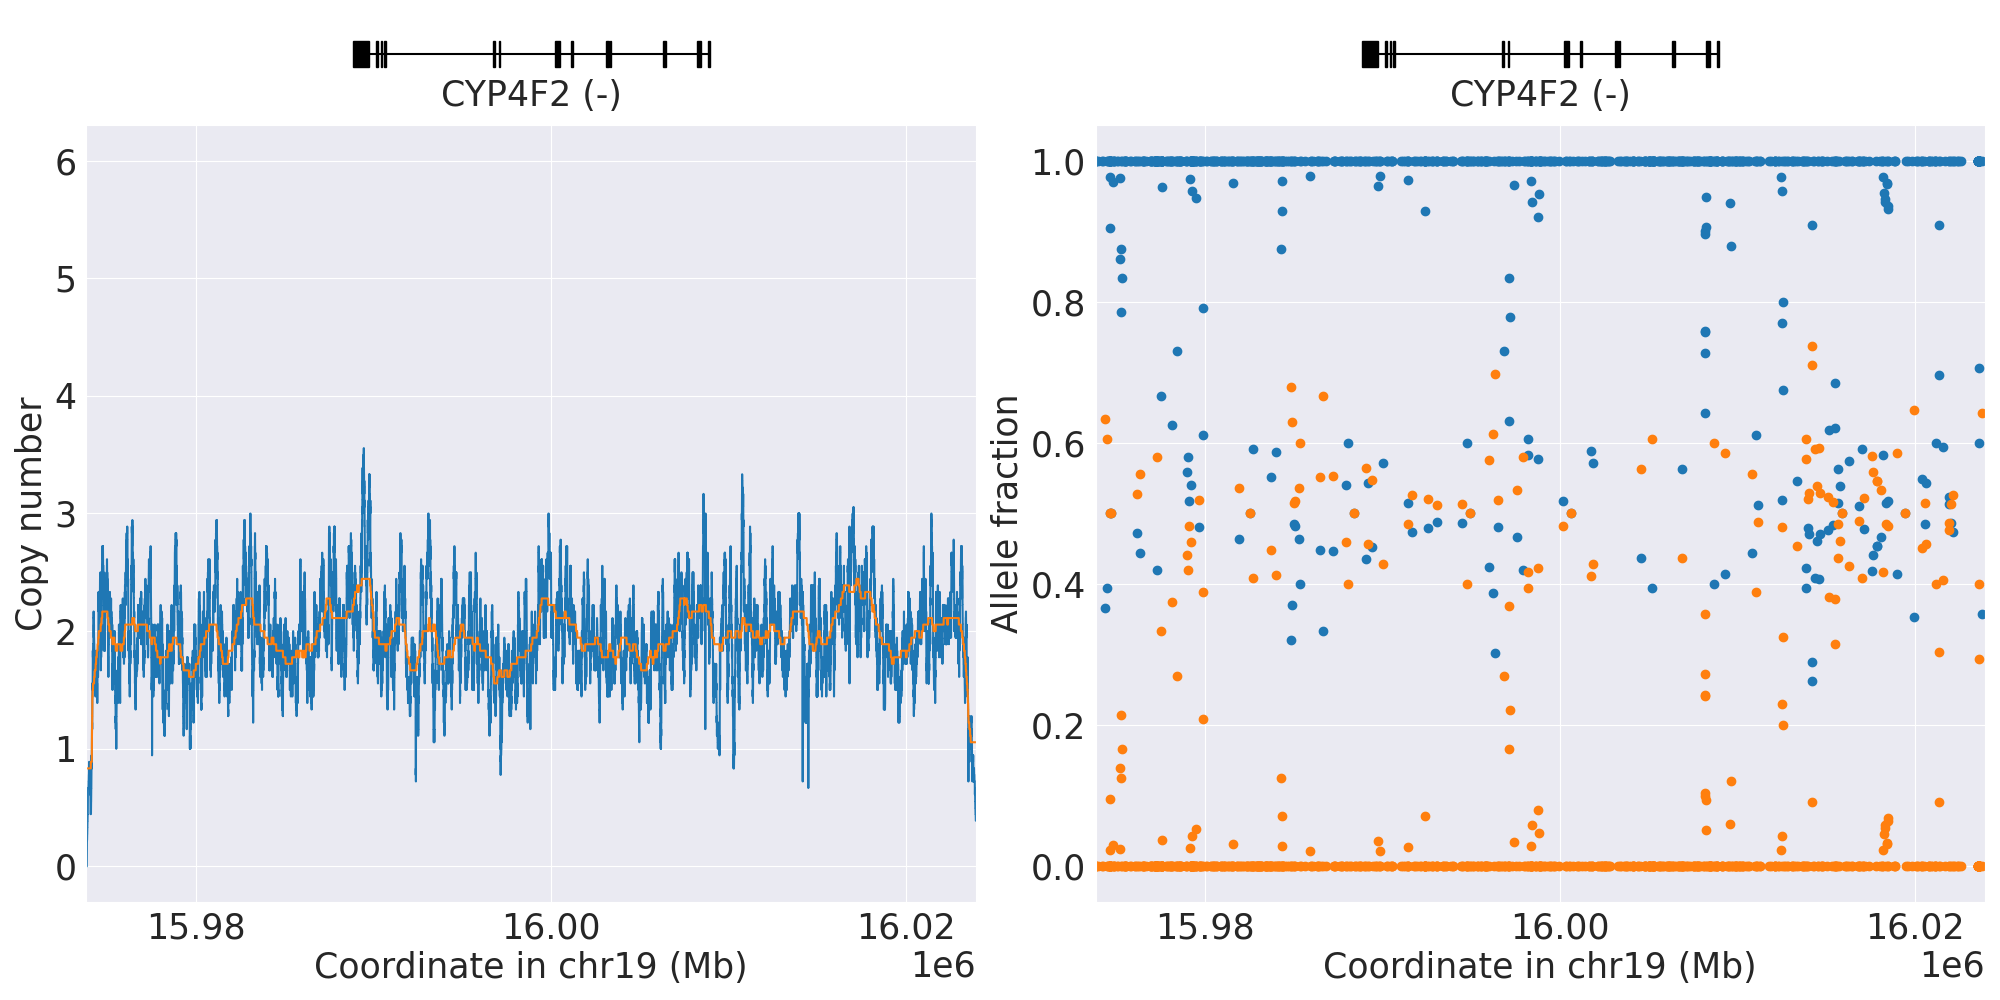 CYP4F2 (-)
6
5
4
3
2
1
0
Copy number
15.98
16.00
16.02
Coordinate in chr19 (Mb)
1e6
CYP4F2 (-)
1.0
0.8
0.6
0.4
0.2
0.0
Allele fraction
15.98
16.00
16.02
Coordinate in chr19 (Mb)
1e6